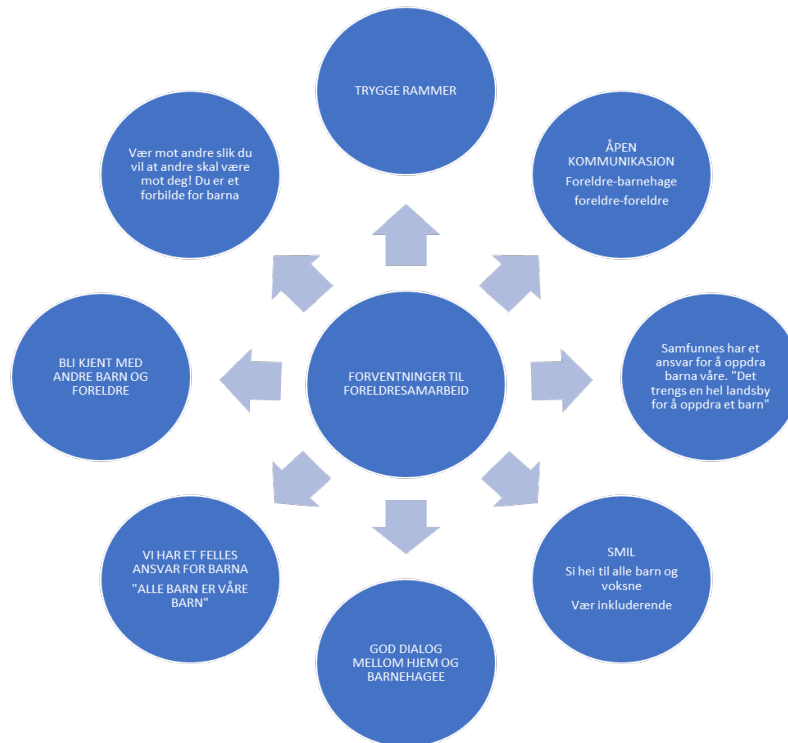 TRYGGE RAMMER
ÅPEN
KOMMUNIKASJON
Foreldre-barnehage
foreldre-foreldre
Samfunnes har et
ansvar for å oppdra
barna våre. "Det
trengs en hel landsby
for å oppdra et barn"
SMIL
Si hei til alle barn og
voksne
Vær inkluderende
GOD DIALOG
MELLOM HJEM OG
BARNEHAGEE
VI HAR ET FELLES
ANSVAR FOR BARNA
"ALLE BARN ER VÅRE
BARN"
BLI KJENT MED
ANDRE BARN OG
FORELDRE
Vær mot andre slik du
vil at andre skal være
mot deg! Du er et
forbilde for barna
FORVENTNINGER TIL
FORELDRESAMARBEID